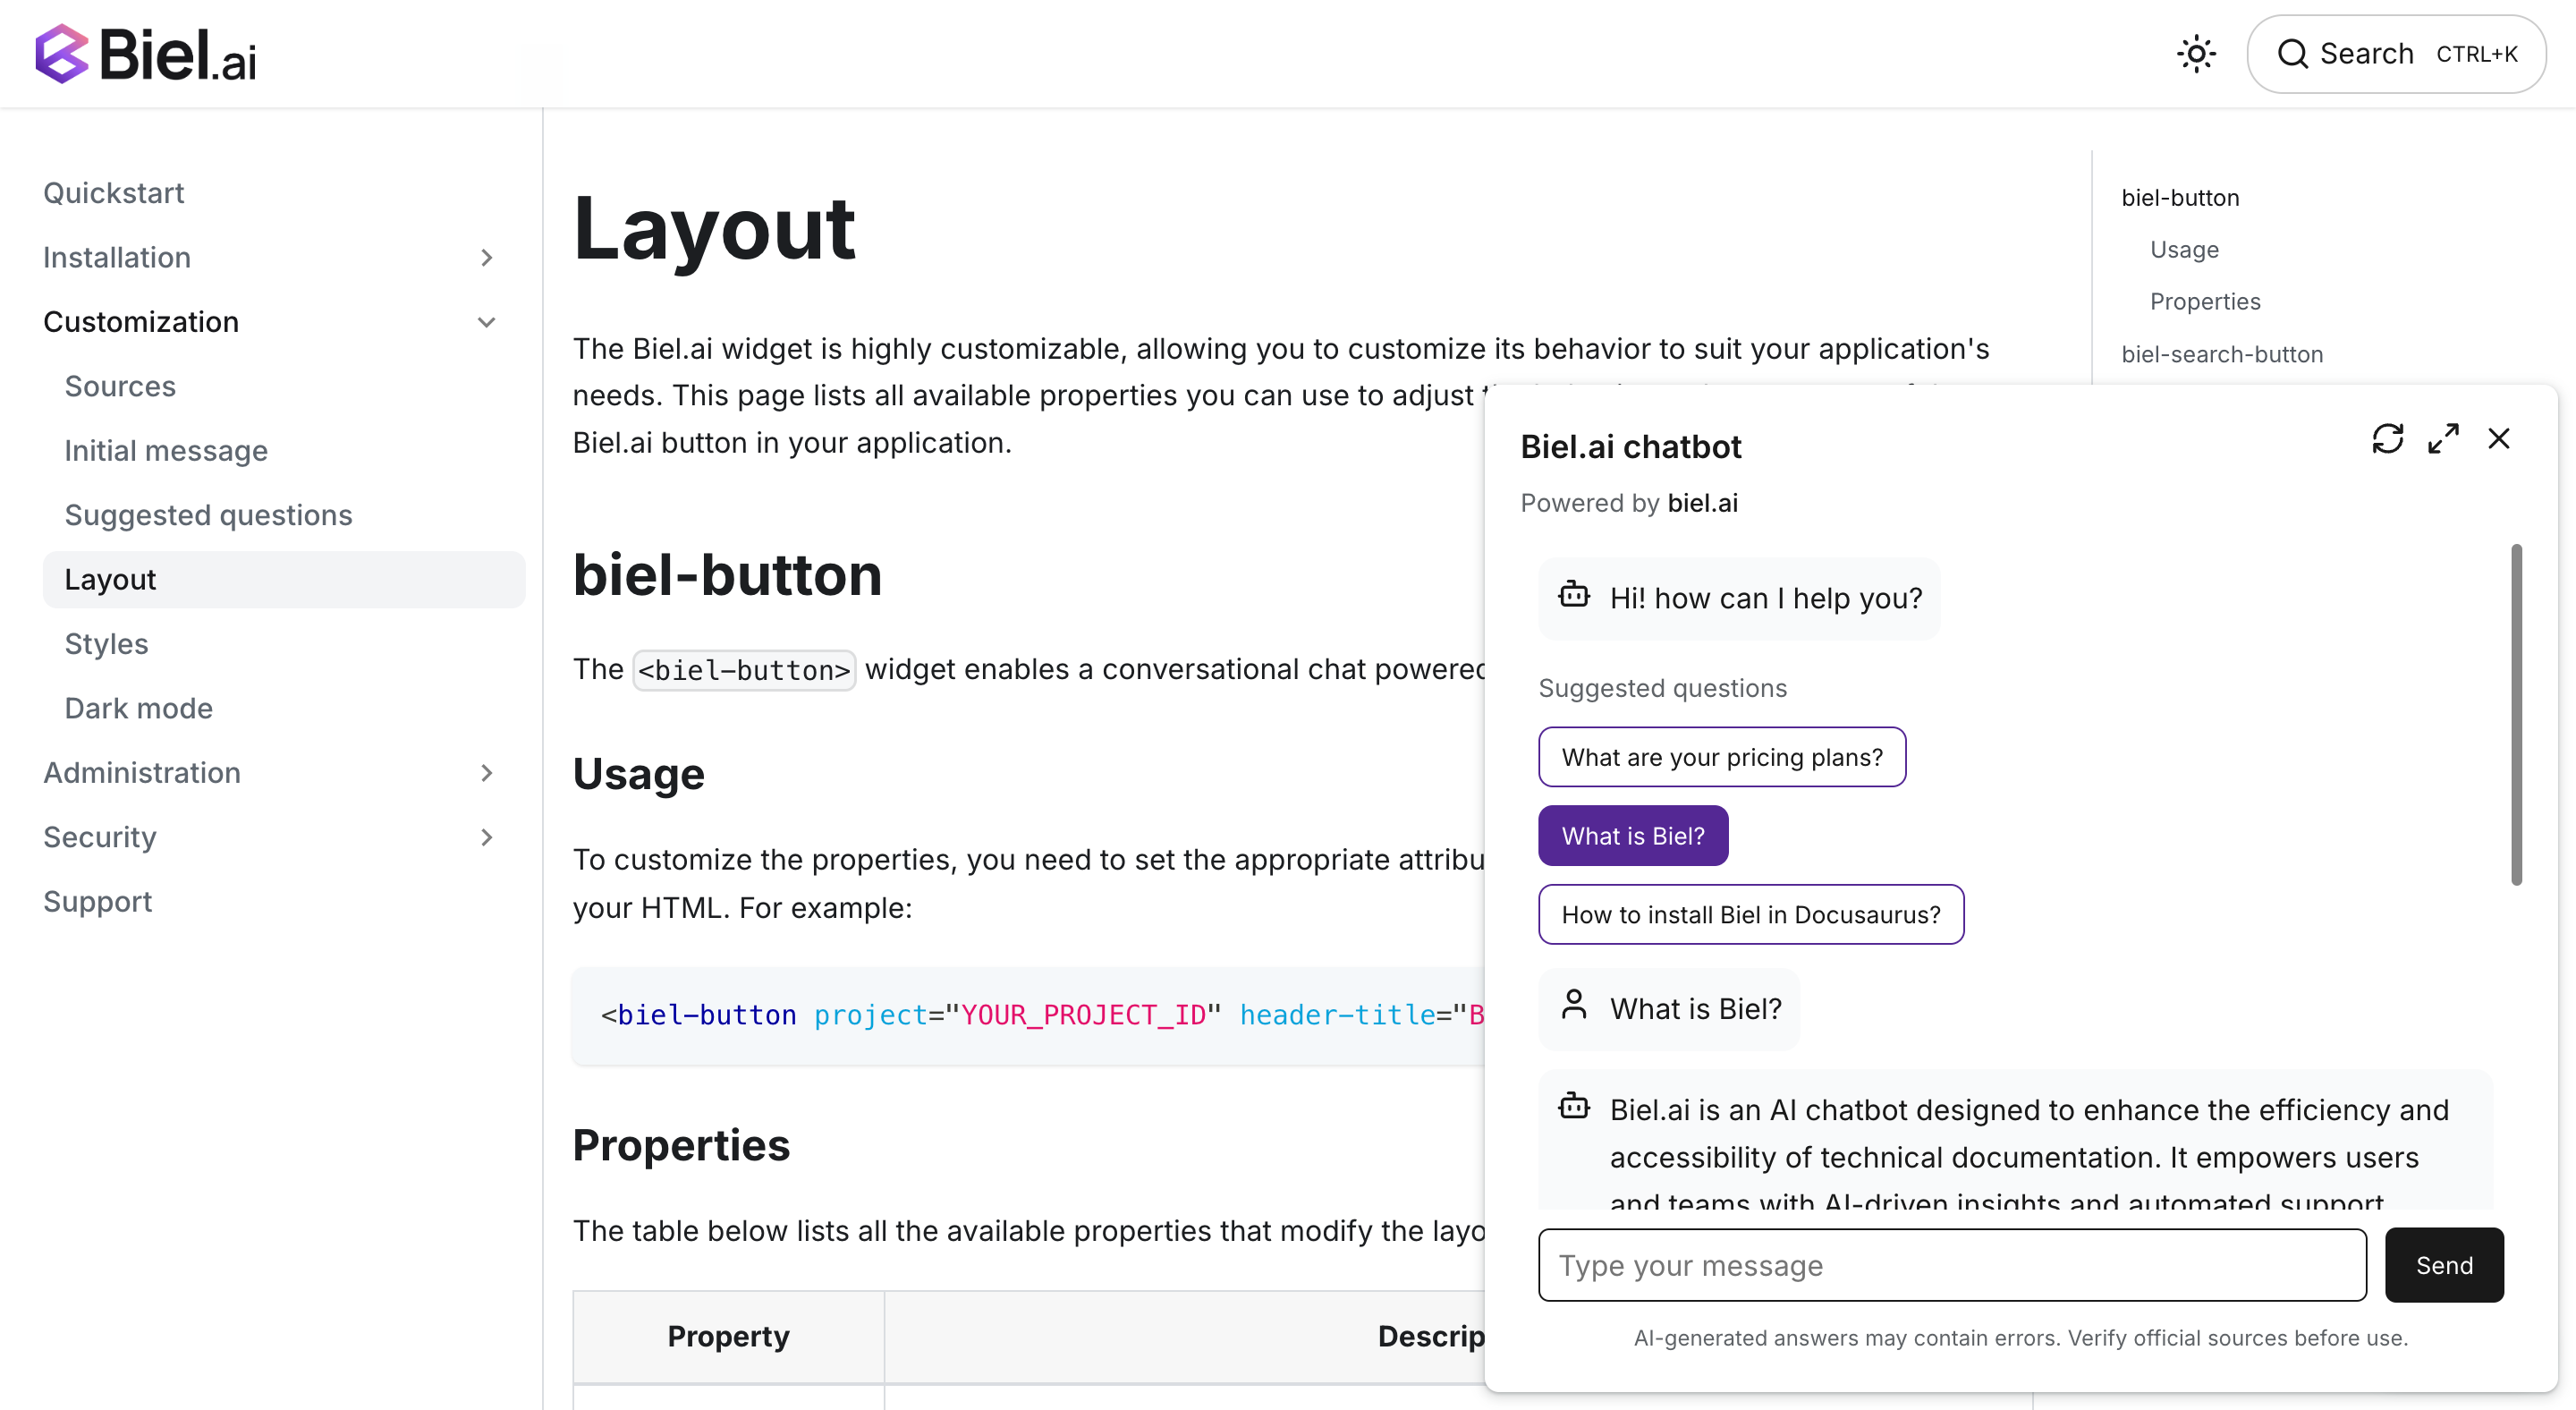 Biel.ai
Search CTRL+K
Quickstart
Installation
Customization
Sources
Initial message
Suggested questions
Layout
Styles
Dark mode
Administration
Security
Support
Layout
The Biel.ai widget is highly customizable, allowing you to customize its behavior to suit your application's
needs. This page lists all available properties you can use to adjust
Biel.ai button in your application.
biel-button
The <biel-button> widget enables a conversational chat powered
Usage
To customize the properties, you need to set the appropriate attribu
your HTML. For example:
<biel-button project="YOUR_PROJECT_ID" header-title="B
Properties
The table below lists all the available properties that modify the layo
Property Descrip
biel-button
Usage
Properties
biel-search-button
Biel.ai chatbot
Powered by biel.ai
Hi! how can I help you?
Suggested questions
What are your pricing plans?
What is Biel?
How to install Biel in Docusaurus?
What is Biel?
Biel.ai is an AI chatbot designed to enhance the efficiency and
accessibility of technical documentation. It empowers users
and teams with AI-driven insights and automated support
Type your message
Send
AI-generated answers may contain errors. Verify official sources before use.